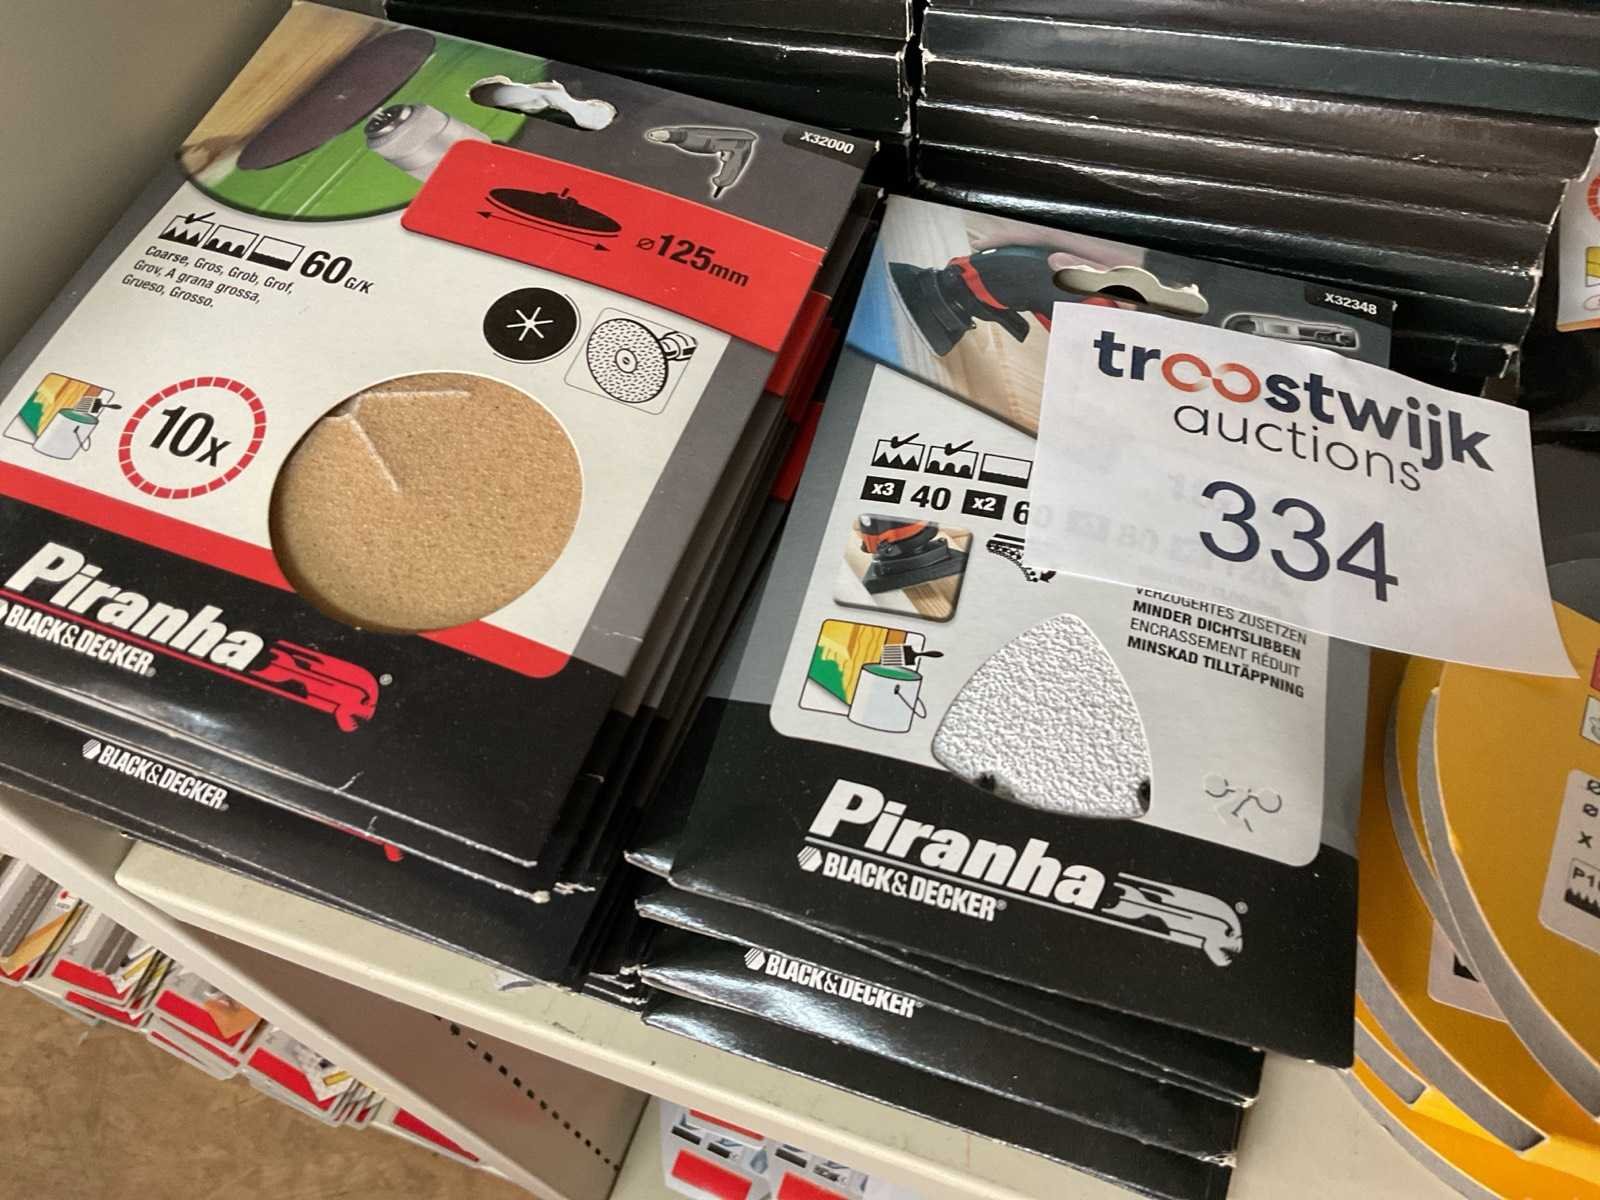 X32000
ø125mm
60G/K
Coarse, Gros, Grob, Grof,
Grov, A grana grossa,
Grueso, Grosso.
10x
Piranha
BLACK&DECKER®
BLACK&DECKER®
X32348
troostwijk
auctions
334
x3 40 x2
VERZÖGERTES ZUSETZEN
MINDER DICHTSLIBBEN
ENCRASSEMENT RÉDUIT
MINSKAD TILLTÄPPNING
Piranha
BLACK&DECKER®
BLACK&DECKER®